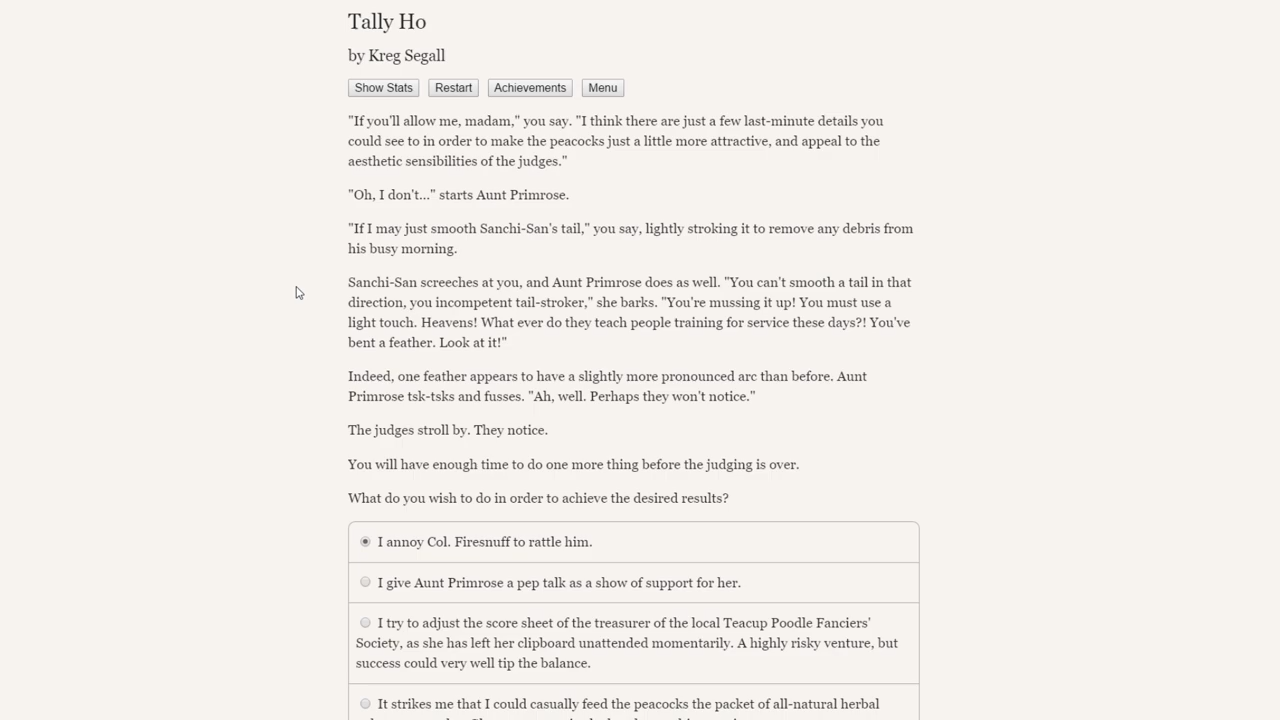 Tally Ho
by Kreg Segall
Show Stats
Restart
Achievements
Menu
"If you'll allow me, madam," you say. "I think there are just a few last-minute details you
could see to in order to make the peacocks just a little more attractive, and appeal to the
aesthetic sensibilities of the judges."
"Oh, I don't..." starts Aunt Primrose.
"If I may just smooth Sanchi-San's tail," you say, lightly stroking it to remove any debris from
his busy morning.
Sanchi-San screeches at you, and Aunt Primrose does as well. "You can't smooth a tail in that
direction, you incompetent tail-stroker," she barks. "You're mussing it up! You must use a
light touch. Heavens! What ever do they teach people training for service these days?! You've
bent a feather. Look at it!"
Indeed, one feather appears to have a slightly more pronounced arc than before. Aunt
Primrose tsk-tsks and fusses. "Ah, well. Perhaps they won't notice."
The judges stroll by. They notice.
You will have enough time to do one more thing before the judging is over.
What do you wish to do in order to achieve the desired results?
I annoy Col. Firesnuff to rattle him.
I give Aunt Primrose a pep talk as a show of support for her.
I try to adjust the score sheet of the treasurer of the local Teacup Poodle Fanciers'
Society, as she has left her clipboard unattended momentarily. A highly risky venture, but
success could very well tip the balance.
It strikes me that I could casually feed the peacocks the packet of all-natural herbal